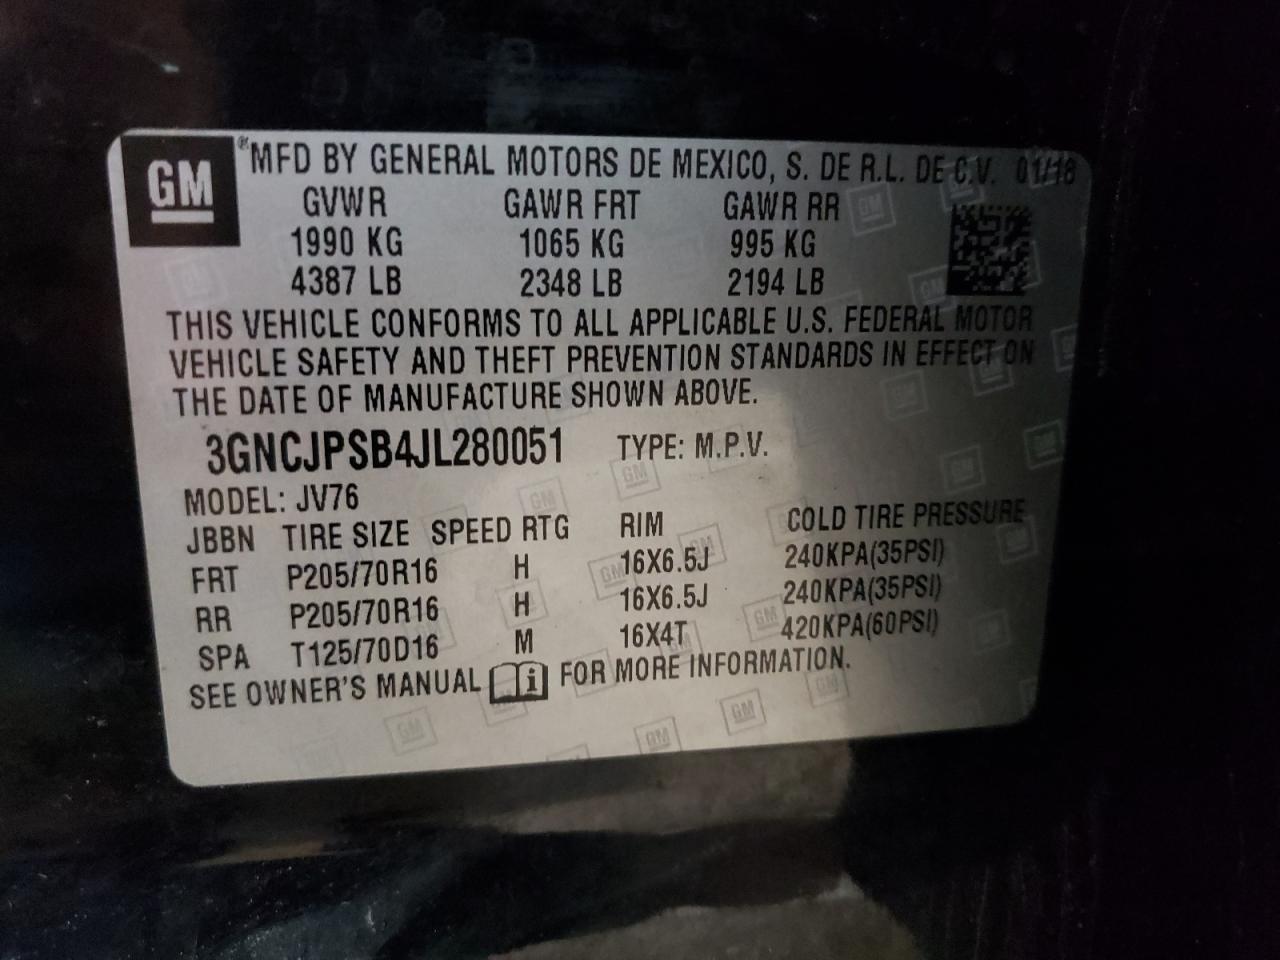 GM
®MFD BY GENERAL MOTORS DE MEXICO, S. DE R.L. DE C.V. 01/18
GVWR GAWR FRT GAWR RR
1990 KG 1065 KG 995 KG
4387 LB 2348 LB 2194 LB
THIS VEHICLE CONFORMS TO ALL APPLICABLE U.S. FEDERAL MOTOR
VEHICLE SAFETY AND THEFT PREVENTION STANDARDS IN EFFECT ON
THE DATE OF MANUFACTURE SHOWN ABOVE.
3GNCJPSB4JL280051 TYPE: M.P.V.
MODEL: JV76
JBBN TIRE SIZE SPEED RTG RIM COLD TIRE PRESSURE
FRT P205/70R16 H 16X6.5J 240KPA(35PSI)
RR P205/70R16 H 16X6.5J 240KPA(35PSI)
SPA T125/70D16 M 16X4T 420KPA(60PSI)
SEE OWNER'S MANUAL i FOR MORE INFORMATION.